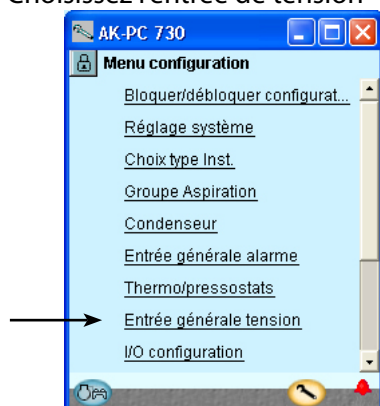 Choisissez l'entrée de tension
AK-PC 730
Menu configuration
Bloquer/débloquer configurat...
Réglage système
Choix type Inst.
Groupe Aspiration
Condenseur
Entrée générale alarme
Thermo/pressostats
Entrée générale tension
I/O configuration